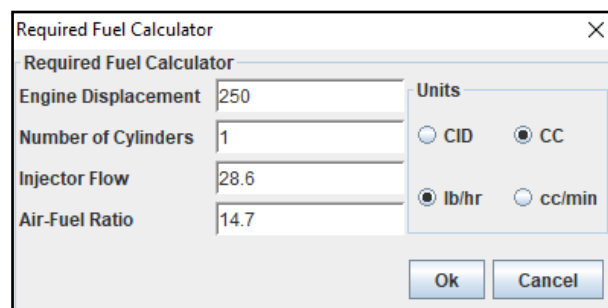 Required Fuel Calculator
Required Fuel Calculator
Engine Displacement 250
Number of Cylinders 1
Injector Flow 28.6
Air-Fuel Ratio 14.7
Units
CID CC
lb/hr cc/min
Ok Cancel